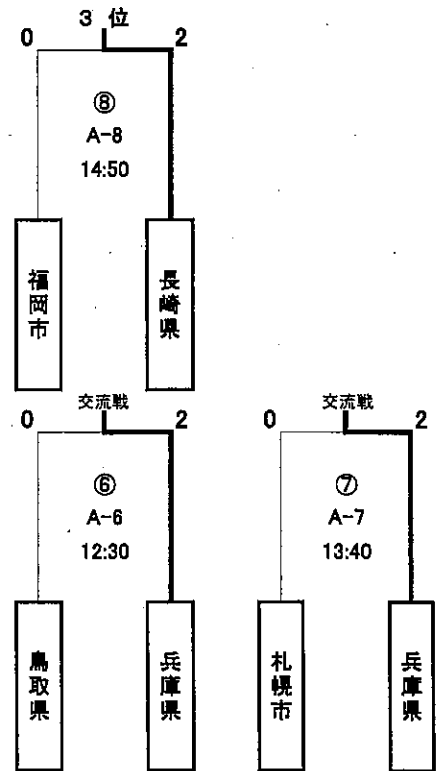 3 位
0 2
⑧
A-8
14:50
福岡市
長崎県
交流戦
0 2
⑥
A-6
12:30
鳥取県
兵庫県
交流戦
0 2
⑦
A-7
13:40
札幌市
兵庫県